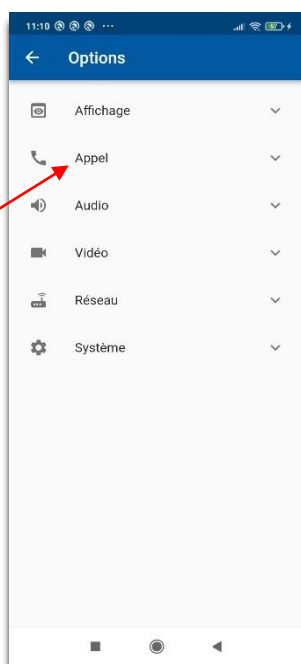 11:10
Options
Affichage
Appel
Audio
Vidéo
Réseau
Système